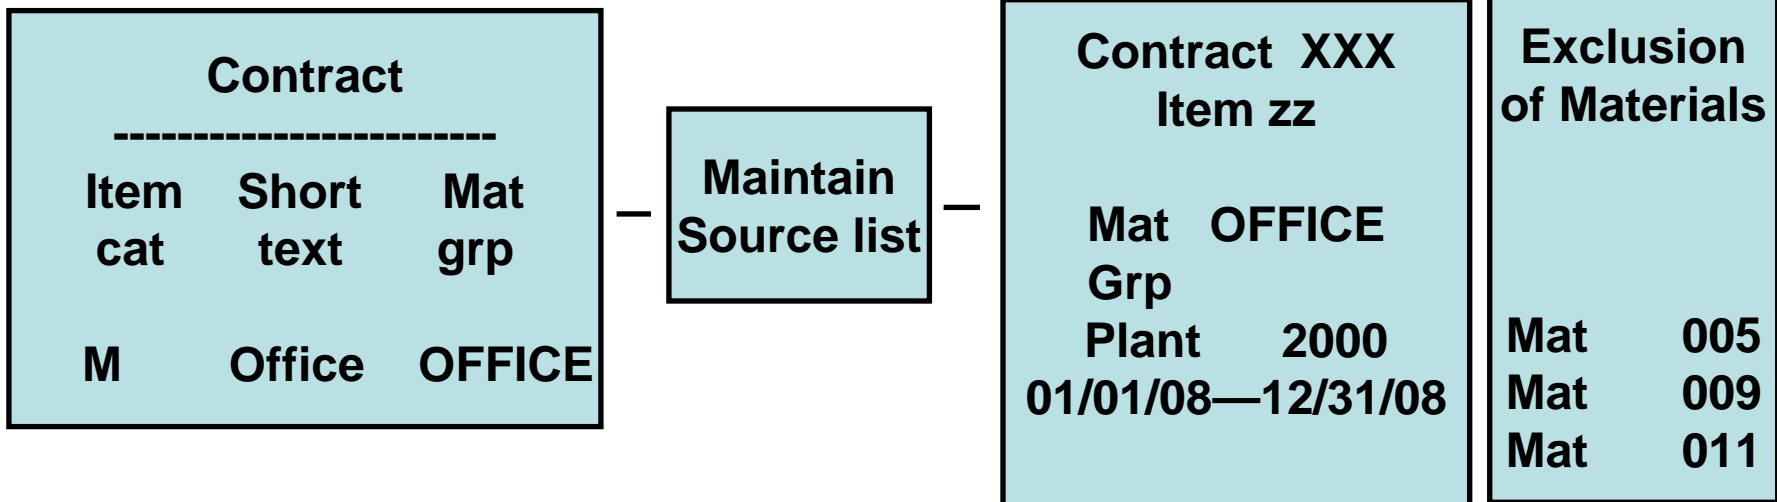 Contract
------------------------
Item Short Mat
cat text grp
M Office OFFICE
Maintain
Source list
Contract XXX
Item zz
Mat OFFICE
Grp
Plant 2000
01/01/08—12/31/08
Exclusion
of Materials
Mat 005
Mat 009
Mat 011